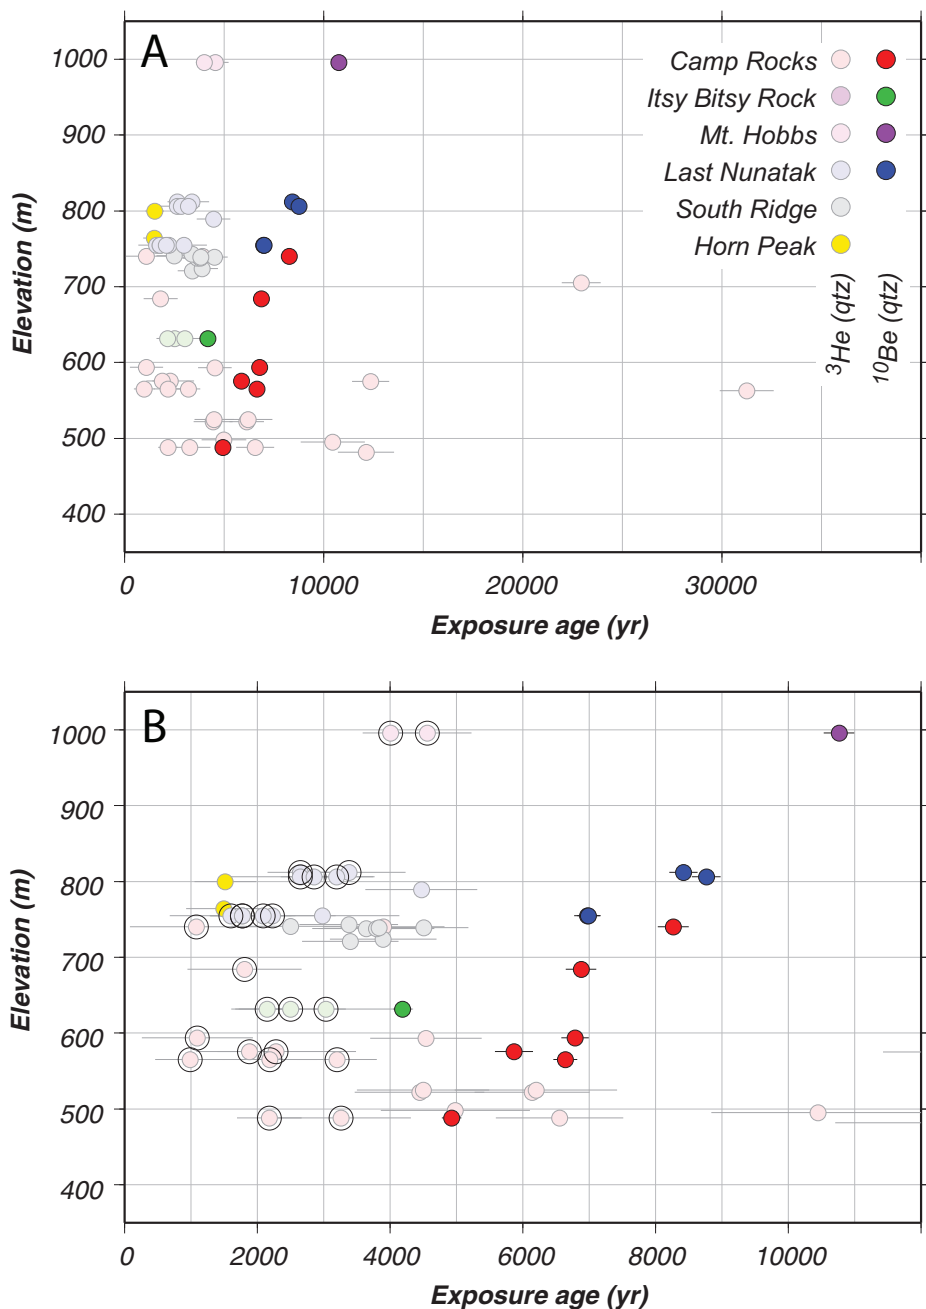 A
1000
900
800
700
600
500
400
Elevation (m)
Camp Rocks
Itsy Bitsy Rock
Mt. Hobbs
Last Nunatak
South Ridge
Horn Peak
³He (qtz)
¹⁰Be (qtz)
0 10000 20000 30000
Exposure age (yr)
B
1000
900
800
700
600
500
400
Elevation (m)
0 2000 4000 6000 8000 10000
Exposure age (yr)